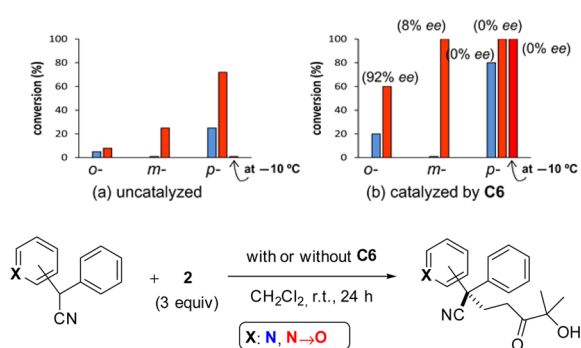 (8% ee) (0% ee)
100 100 (0% ee)
conversion (%) 80 conversion (%) 80 (92% ee) (0% ee)
60 60
40 40
20 20
0 0
o- m- p- at −10 ºC o- m- p- at −10 ºC
(a) uncatalyzed (b) catalyzed by C6
X + 2 with or without C6 X
(3 equiv) CH2Cl2, r.t., 24 h
CN NC OH
O
X: N, N→O